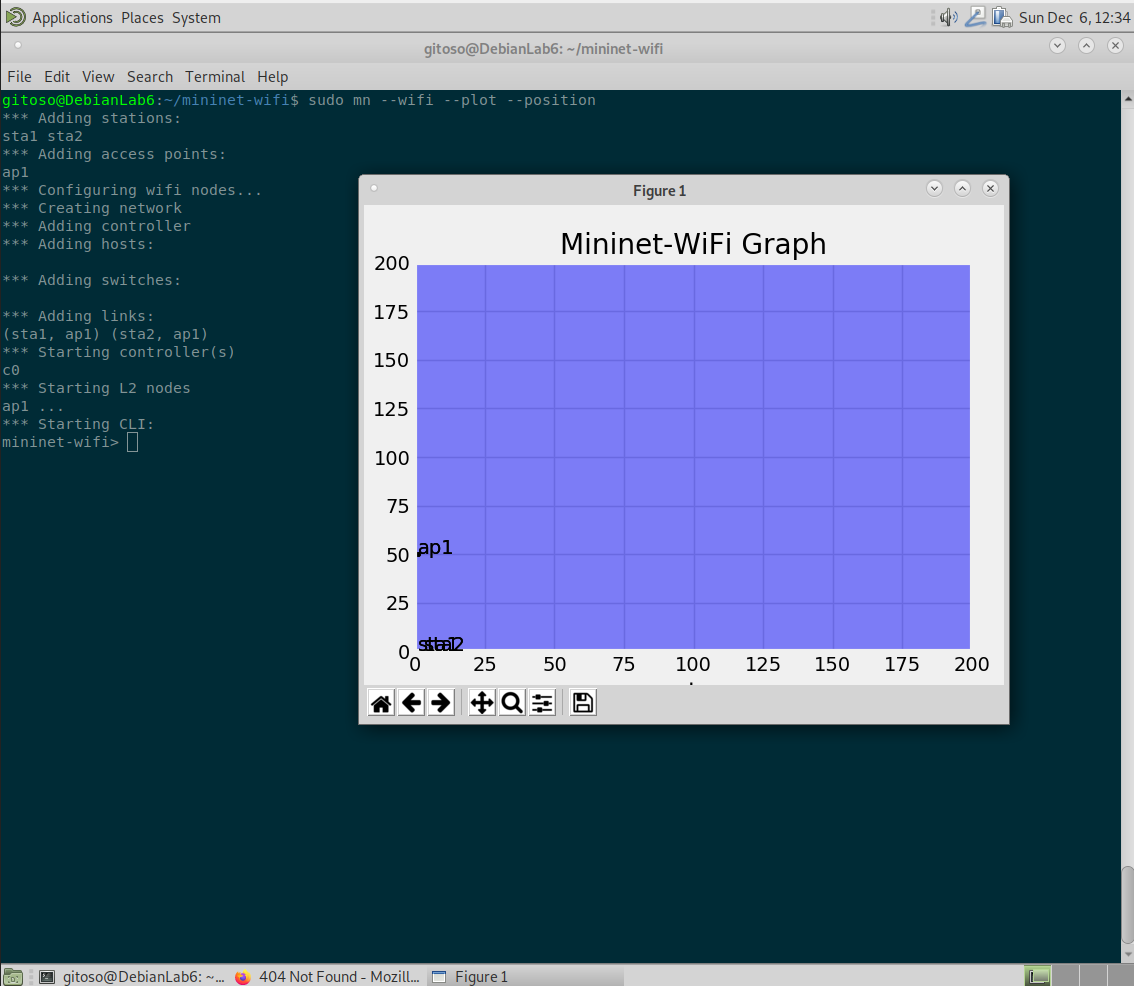 Applications Places System
Sun Dec 6, 12:34
gitoso@DebianLab6: ~/mininet-wifi
File Edit View Search Terminal Help
gitoso@DebianLab6:~/mininet-wifi$ sudo mn --wifi --plot --position
*** Adding stations:
sta1 sta2
*** Adding access points:
ap1
*** Configuring wifi nodes...
*** Creating network
*** Adding controller
*** Adding hosts:
*** Adding switches:
*** Adding links:
(sta1, ap1) (sta2, ap1)
*** Starting controller(s)
c0
*** Starting L2 nodes
ap1 ...
*** Starting CLI:
mininet-wifi>
Figure 1
Mininet-WiFi Graph
200
175
150
125
100
75
50
25
0
ap1
sta1
sta2
0 25 50 75 100 125 150 175 200
gitoso@DebianLab6: ~...
404 Not Found - Mozill...
Figure 1